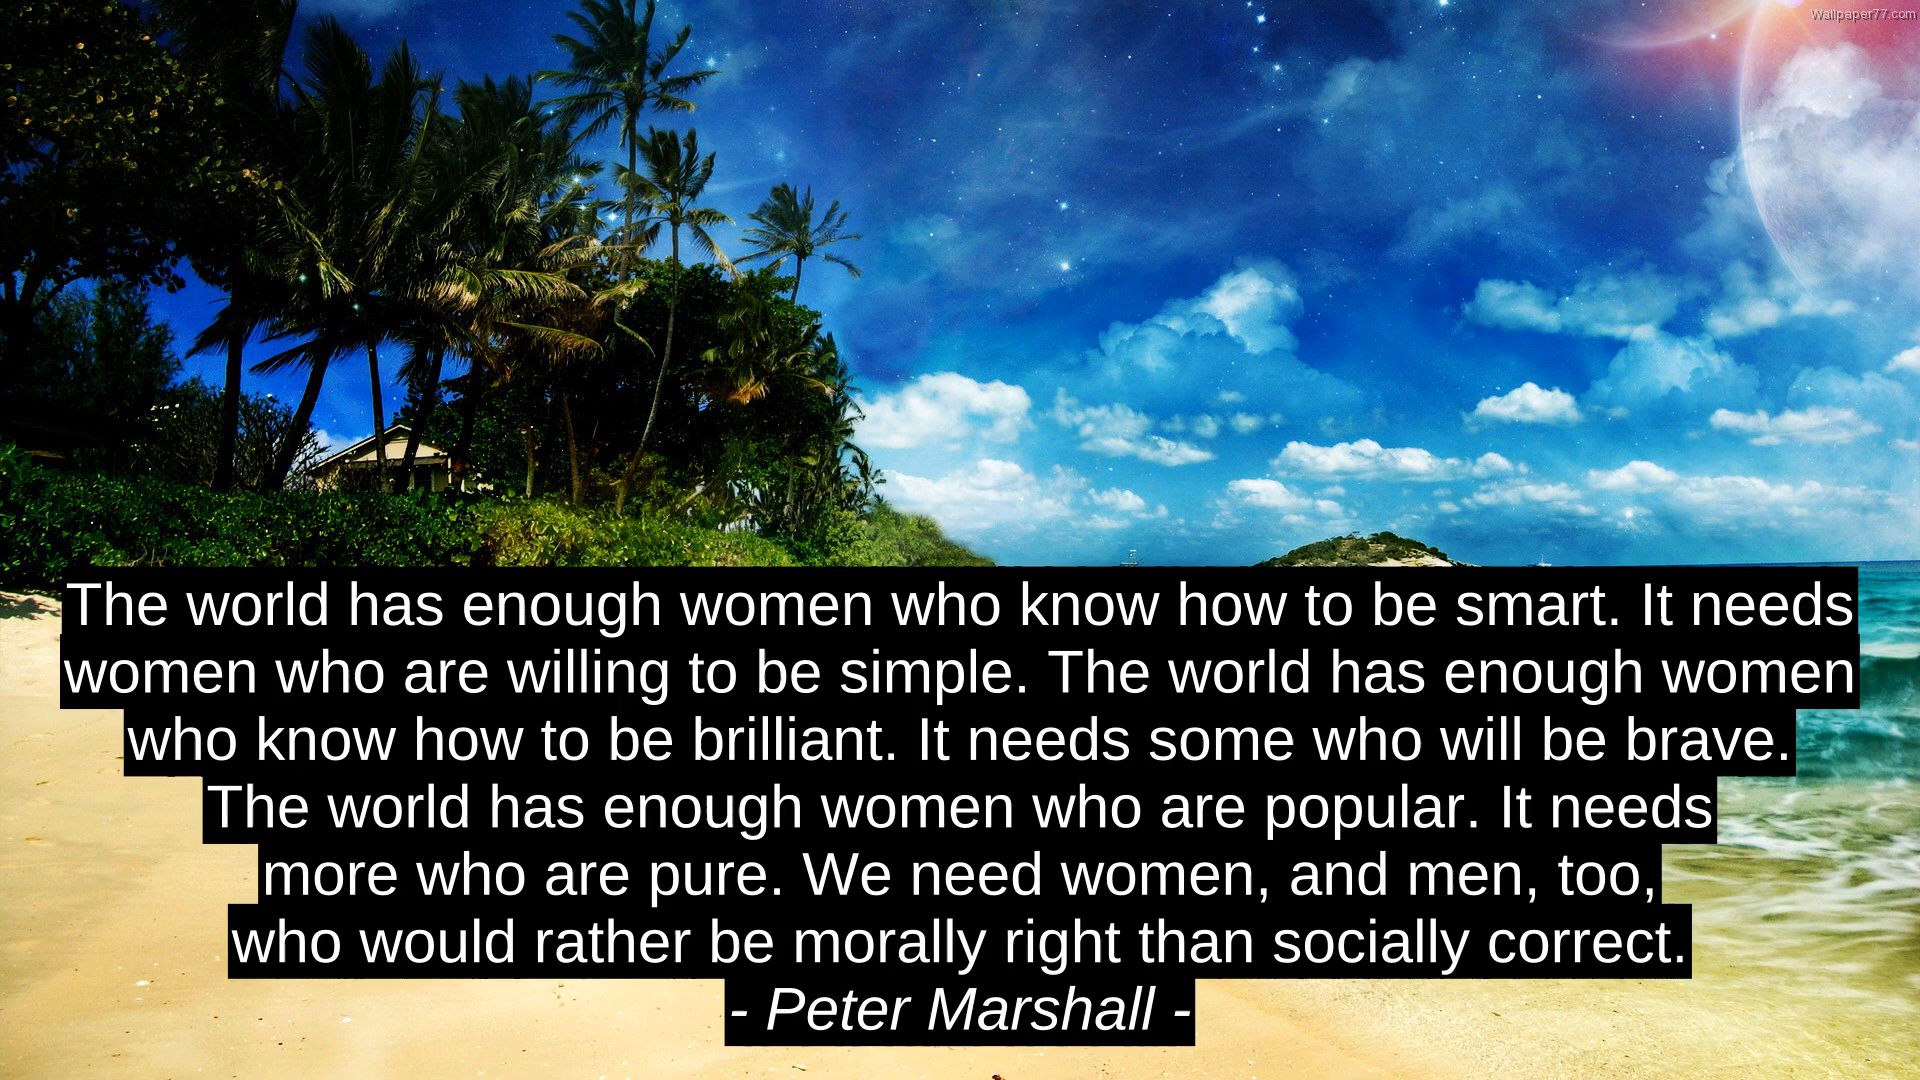 Wallpaper77.com
The world has enough women who know how to be smart. It needs
women who are willing to be simple. The world has enough women
who know how to be brilliant. It needs some who will be brave.
The world has enough women who are popular. It needs
more who are pure. We need women, and men, too,
who would rather be morally right than socially correct.
- Peter Marshall -